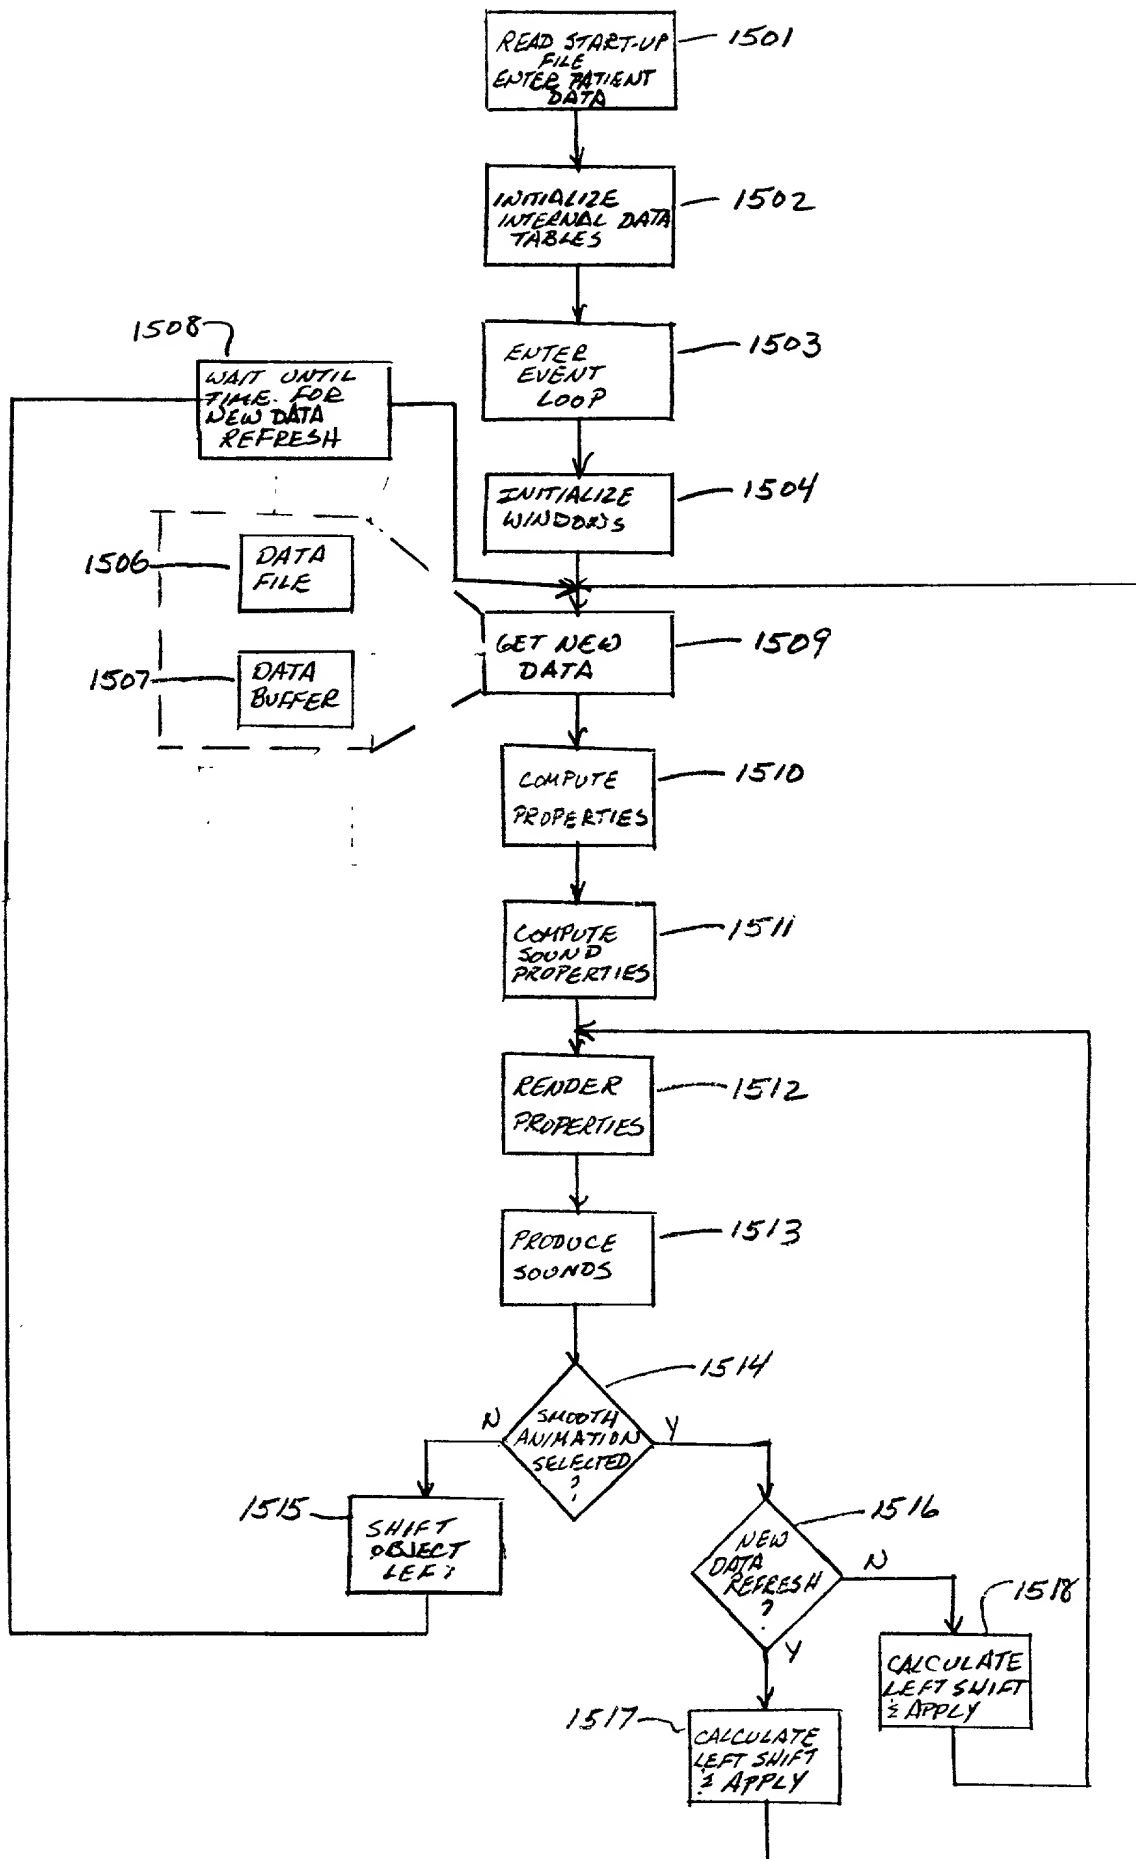 READ START-UP
FILE
ENTER PATIENT
DATA
1501
INITIALIZE
INTERNAL DATA
TABLES
1502
1508
WAIT UNTIL
TIME FOR
NEW DATA
REFRESH
ENTER
EVENT
LOOP
1503
INITIALIZE
WINDOWS
1504
1506
DATA
FILE
1507
DATA
BUFFER
GET NEW
DATA
1509
COMPUTE
PROPERTIES
1510
COMPUTE
SOUND
PROPERTIES
1511
RENDER
PROPERTIES
1512
PRODUCE
SOUNDS
1513
1514
N
SMOOTH
ANIMATION
SELECTED
?
Y
1515
SHIFT
OBJECT
LEFT
1516
NEW
DATA
REFRESH
?
N
Y
1518
CALCULATE
LEFT SHIFT
& APPLY
1517
CALCULATE
LEFT SHIFT
& APPLY